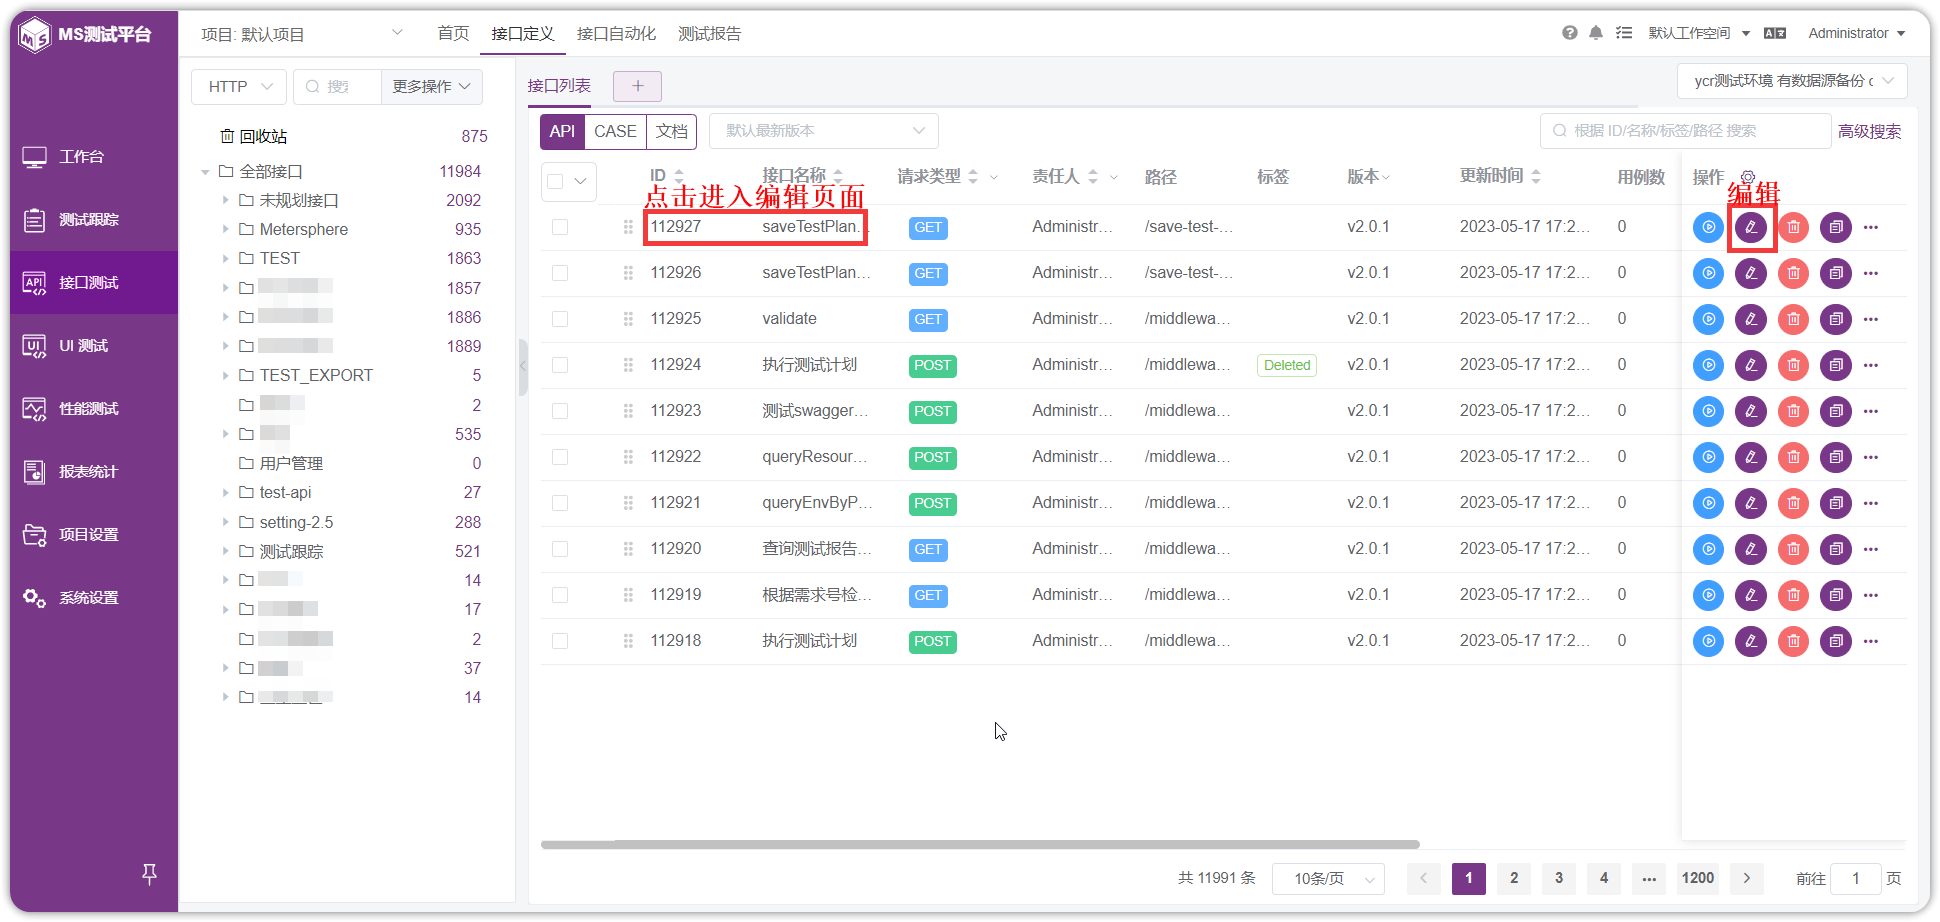 MS测试平台
项目: 默认项目
首页
接口定义
接口自动化
测试报告
默认工作空间
Administrator
工作台
测试跟踪
接口测试
UI 测试
性能测试
报表统计
项目设置
系统设置
HTTP
更多操作
回收站 875
全部接口 11984
未规划接口 2092
Metersphere 935
TEST 1863
1857
1886
1889
TEST_EXPORT 5
2
535
用户管理 0
test-api 27
setting-2.5 288
测试跟踪 521
14
17
2
37
14
接口列表
+
ycr测试环境 有数据源备份 c
API CASE 文档
默认最新版本
根据 ID/名称/标签/路径 搜索
高级搜索
ID 接口名称 请求类型 责任人 路径 标签 版本 更新时间 用例数 操作
点击进入编辑页面
编辑
112927 saveTestPlan... GET Administr... /save-test-... v2.0.1 2023-05-17 17:2... 0
112926 saveTestPlan... GET Administr... /save-test-... v2.0.1 2023-05-17 17:2... 0
112925 validate GET Administr... /middlewa... v2.0.1 2023-05-17 17:2... 0
112924 执行测试计划 POST Administr... /middlewa... Deleted v2.0.1 2023-05-17 17:2... 0
112923 测试swagger... POST Administr... /middlewa... v2.0.1 2023-05-17 17:2... 0
112922 queryResour... POST Administr... /middlewa... v2.0.1 2023-05-17 17:2... 0
112921 queryEnvByP... POST Administr... /middlewa... v2.0.1 2023-05-17 17:2... 0
112920 查询测试报告... GET Administr... /middlewa... v2.0.1 2023-05-17 17:2... 0
112919 根据需求号检... GET Administr... /middlewa... v2.0.1 2023-05-17 17:2... 0
112918 执行测试计划 POST Administr... /middlewa... v2.0.1 2023-05-17 17:2... 0
共 11991 条 10条/页 < 1 2 3 4 ... 1200 > 前往 1 页